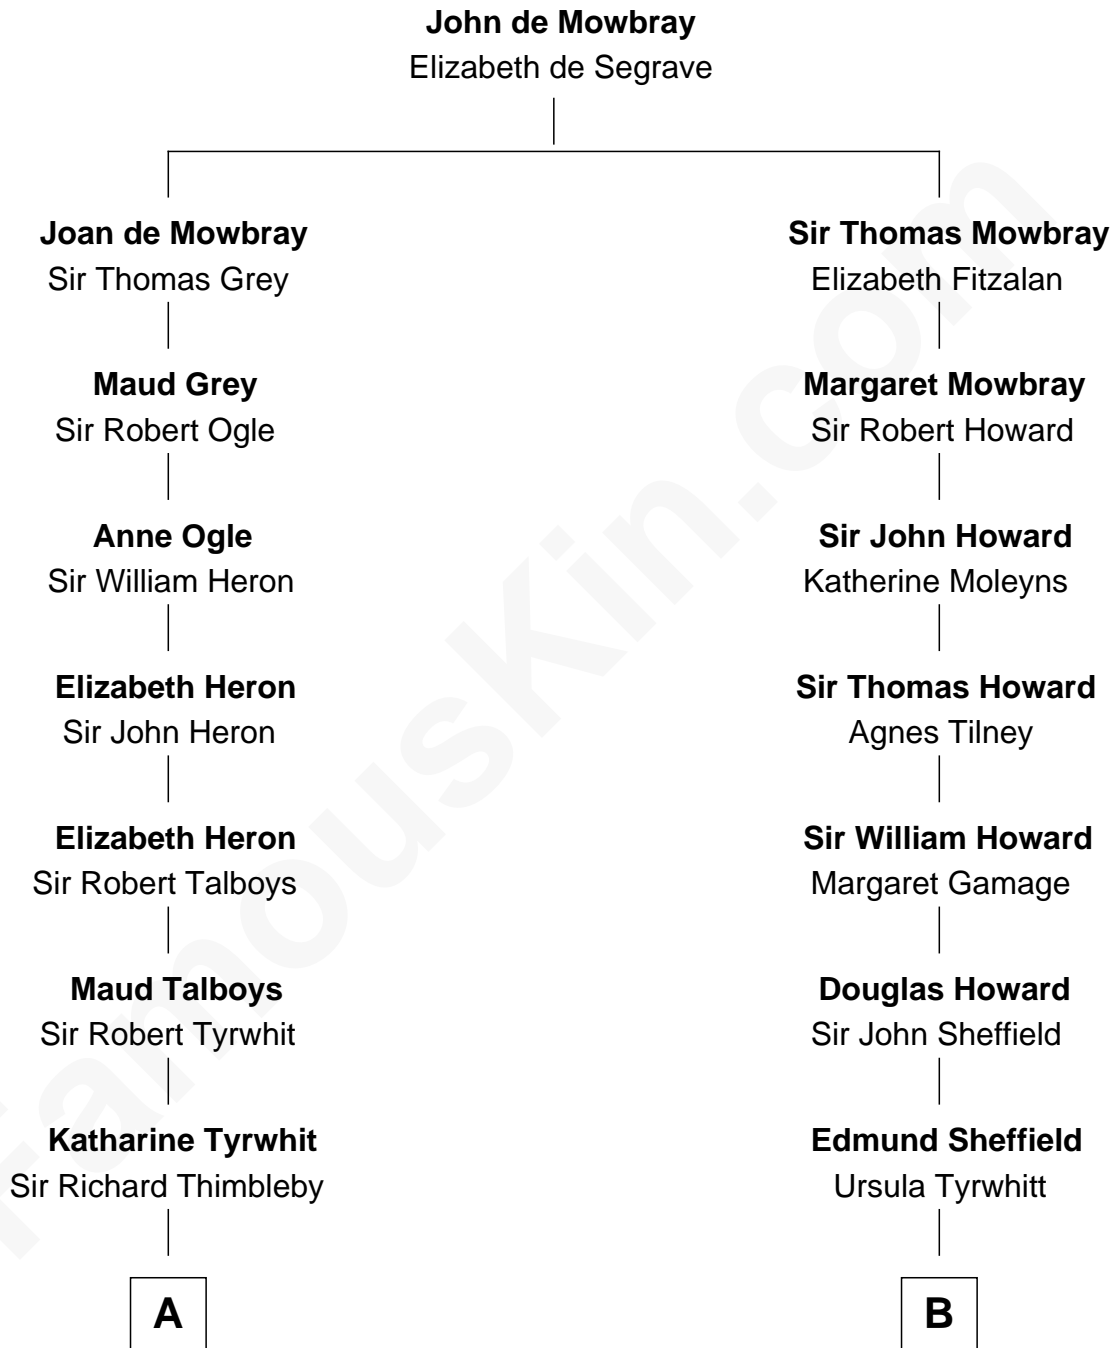 John de Mowbray
Elizabeth de Segrave
Joan de Mowbray
Sir Thomas Grey
Maud Grey
Sir Robert Ogle
Anne Ogle
Sir William Heron
Elizabeth Heron
Sir John Heron
Elizabeth Heron
Sir Robert Talboys
Maud Talboys
Sir Robert Tyrwhit
Katharine Tyrwhit
Sir Richard Thimbleby
A
Sir Thomas Mowbray
Elizabeth Fitzalan
Margaret Mowbray
Sir Robert Howard
Sir John Howard
Katherine Moleyns
Sir Thomas Howard
Agnes Tilney
Sir William Howard
Margaret Gamage
Douglas Howard
Sir John Sheffield
Edmund Sheffield
Ursula Tyrwhitt
B
FamousKin.com